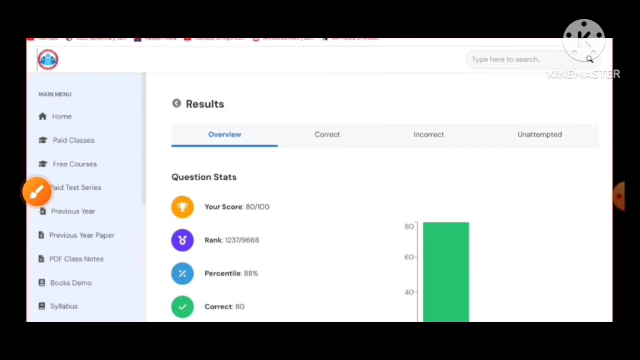 Type here to search..
KINEMASTER
MAIN MENU
Home
Paid Classes
Free Courses
Paid Test Series
Previous Year
Previous Year Paper
PDF Class Notes
Books Demo
Syllabus
Results
Overview
Correct
Incorrect
Unattempted
Question Stats
Your Score: 80/100
Rank: 1237/9668
Percentile: 88%
Correct: 80
80
60
40